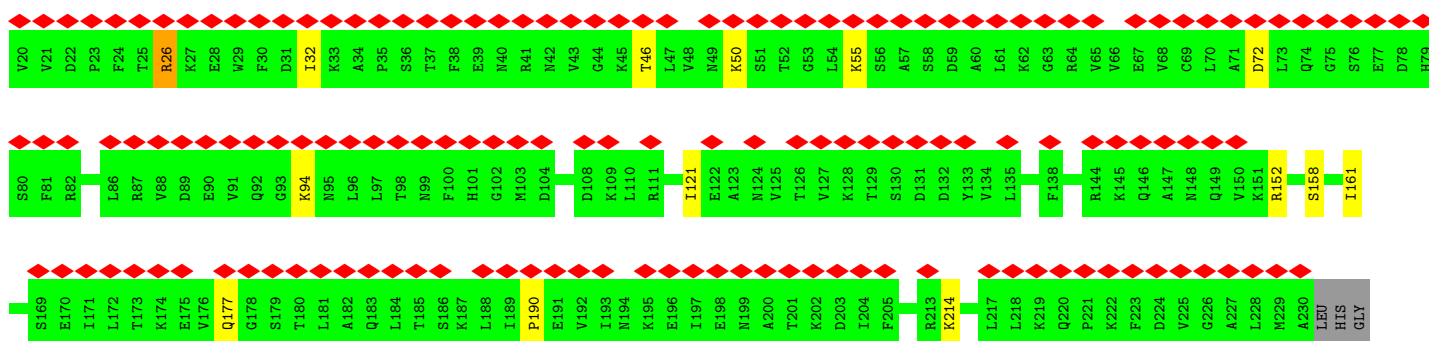 V20 V21 D22 P23 F24 T25 R26 K27 E28 W29 F30 D31 I32 K33 A34 P35 S36 T37 F38 E39 N40 R41 N42 V43 G44 K45 T46 L47 V48 N49 K50 S51 T52 G53 L54 K55 S56 A57 S58 D59 A60 L61 K62 G63 R64 V65 V66 E67 V68 C69 L70 A71 D72 L73 Q74 G75 S76 E77 D78 H79
S80 F81 R82 L86 R87 V88 D89 E90 V91 Q92 G93 K94 N95 L96 L97 T98 N99 F100 H101 G102 M103 D104 D108 K109 L110 R111 I121 E122 A123 N124 V125 T126 V127 K128 T129 S130 D131 D132 Y133 V134 L135 F138 R144 K145 Q146 A147 N148 Q149 V150 K151 R152 S158 I161
S169 E170 I171 L172 T173 K174 E175 V176 Q177 G178 S179 T180 L181 A182 Q183 L184 T185 S186 K187 L188 I189 P190 E191 V192 I193 N194 K195 E196 I197 E198 N199 A200 T201 K202 D203 I204 F205 R213 K214 L217 L218 K219 Q220 P221 K222 F223 D224 V225 G226 A227 L228 M229 A230 LEU HIS GLY